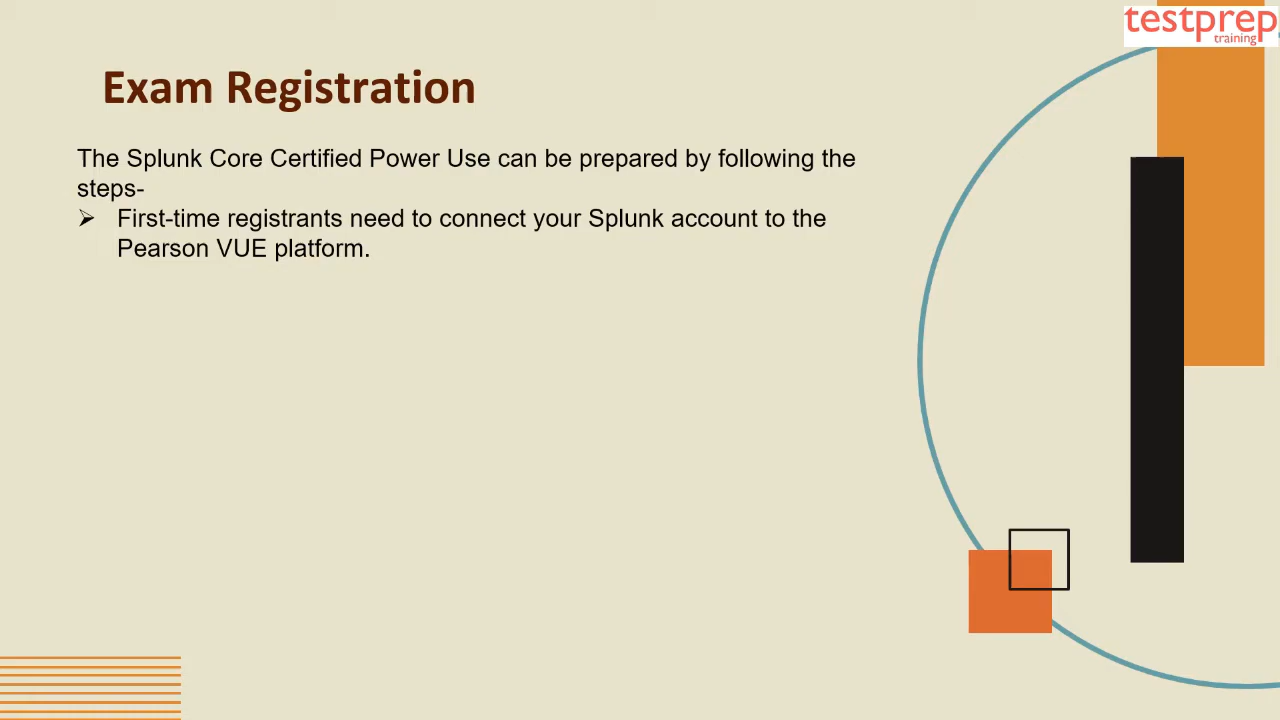 testprep
training
Exam Registration
The Splunk Core Certified Power Use can be prepared by following the
steps-
➢ First-time registrants need to connect your Splunk account to the
Pearson VUE platform.